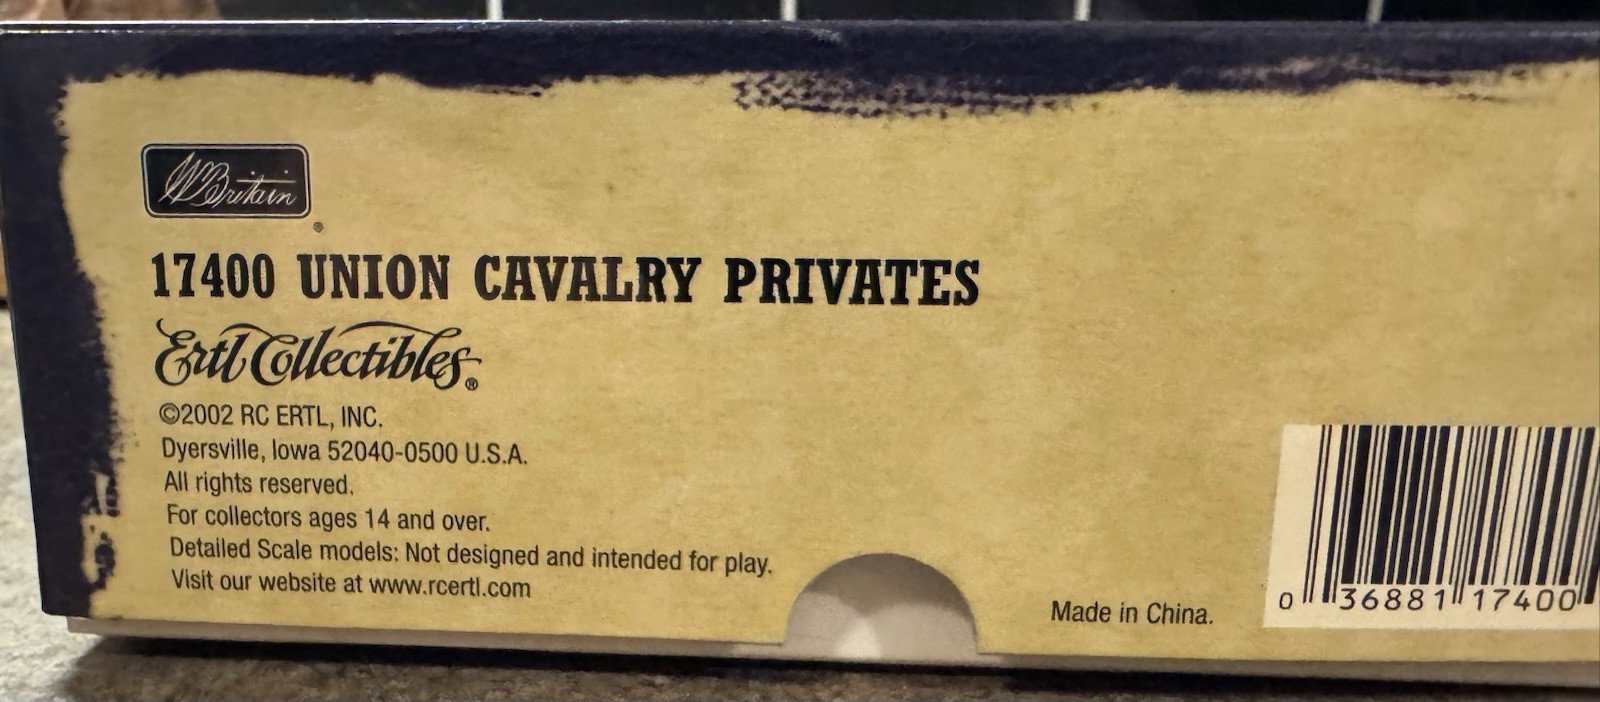 WBritain
®
17400 UNION CAVALRY PRIVATES
Ertl Collectibles®
©2002 RC ERTL, INC.
Dyersville, Iowa 52040-0500 U.S.A.
All rights reserved.
For collectors ages 14 and over.
Detailed Scale models: Not designed and intended for play.
Visit our website at www.rcertl.com
Made in China.
0 36881 17400